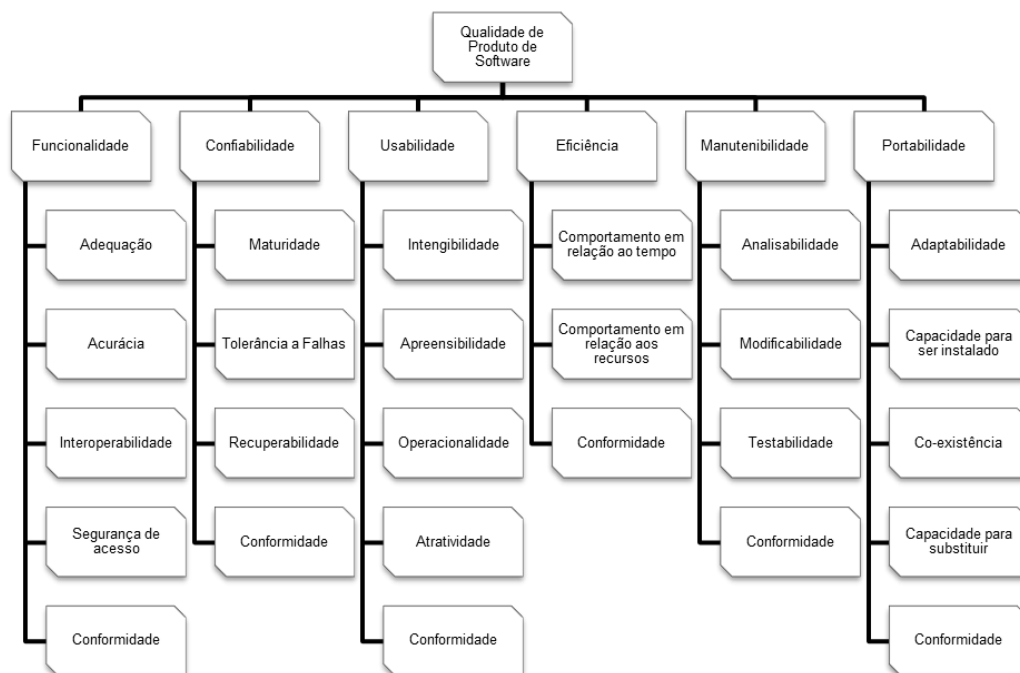 Qualidade de
Produto de
Software
Funcionalidade
Confiabilidade
Usabilidade
Eficiência
Manutenibilidade
Portabilidade
Adequação
Acurácia
Interoperabilidade
Segurança de
acesso
Conformidade
Maturidade
Tolerância a Falhas
Recuperabilidade
Conformidade
Intengibilidade
Apreensibilidade
Operacionalidade
Atratividade
Conformidade
Comportamento em
relação ao tempo
Comportamento em
relação aos
recursos
Conformidade
Analisabilidade
Modificabilidade
Testabilidade
Conformidade
Adaptabilidade
Capacidade para
ser instalado
Co-existência
Capacidade para
substituir
Conformidade